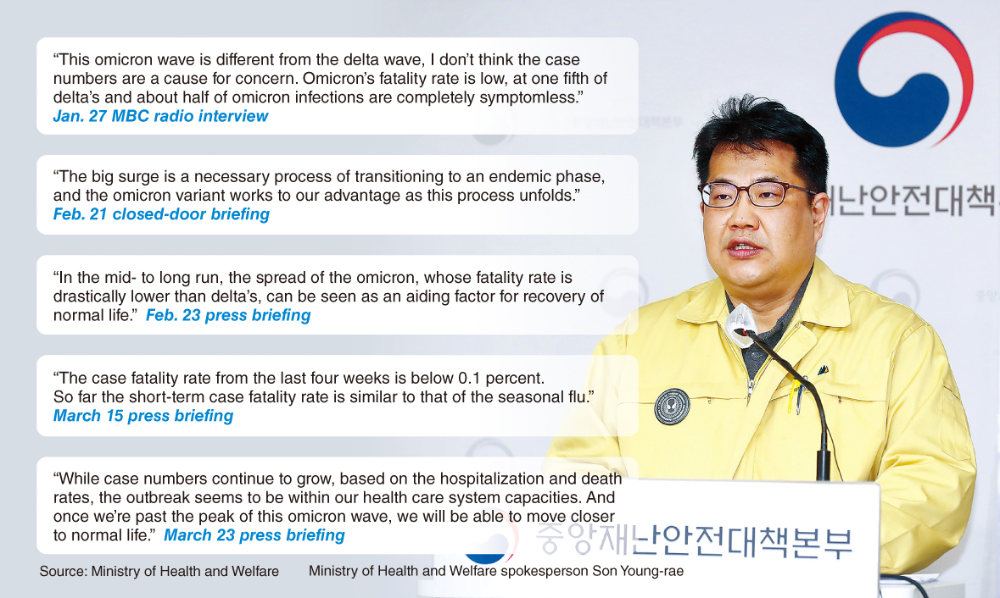 “This omicron wave is different from the delta wave, I don’t think the case
numbers are a cause for concern. Omicron’s fatality rate is low, at one fifth of
delta’s and about half of omicron infections are completely symptomless.”
Jan. 27 MBC radio interview
“The big surge is a necessary process of transitioning to an endemic phase,
and the omicron variant works to our advantage as this process unfolds.”
Feb. 21 closed-door briefing
“In the mid- to long run, the spread of the omicron, whose fatality rate is
drastically lower than delta’s, can be seen as an aiding factor for recovery of
normal life.” Feb. 23 press briefing
“The case fatality rate from the last four weeks is below 0.1 percent.
So far the short-term case fatality rate is similar to that of the seasonal flu.”
March 15 press briefing
“While case numbers continue to grow, based on the hospitalization and death
rates, the outbreak seems to be within our health care system capacities. And
once we’re past the peak of this omicron wave, we will be able to move closer
to normal life.” March 23 press briefing
난안전대책
중앙재난안전대책본부
Source: Ministry of Health and Welfare Ministry of Health and Welfare spokesperson Son Young-rae